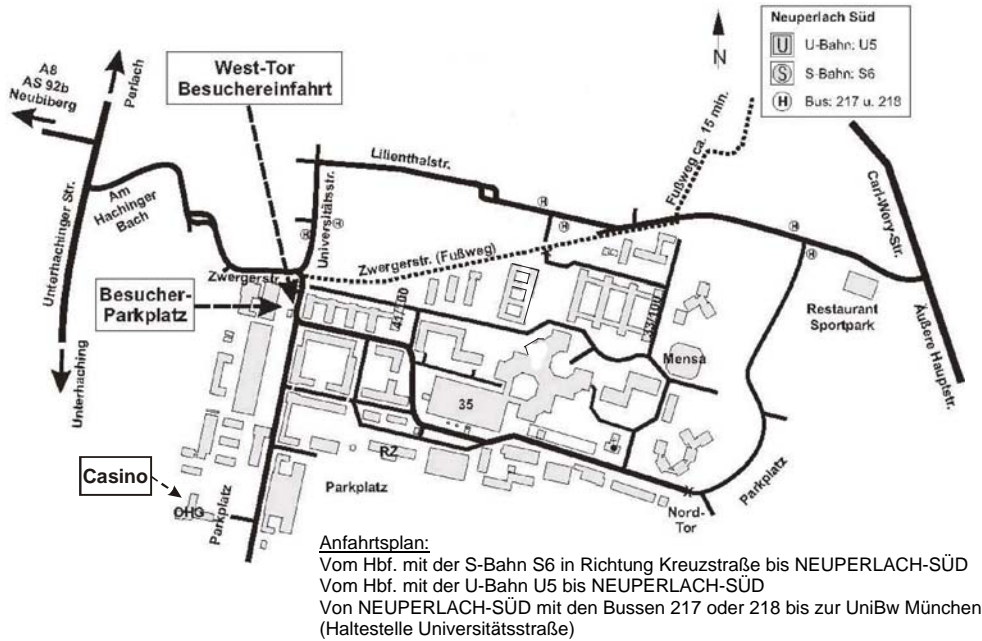 Neuperlach Süd
U U-Bahn: U5
S S-Bahn: S6
H Bus: 217 u. 218
N
West-Tor
Besuchereinfahrt
A8
AS 92b
Neubiberg
Perlach
Unterhachinger Str.
Unterhaching
Am
Hachinger
Bach
Zwergerstr.
Universitätsstr.
Lilienthalstr.
H
H
H
H
H
H
Fußweg ca. 15 min.
Zwergerstr. (Fußweg)
Carl-Wery-Str.
Äußere Hauptstr.
Restaurant
Sportpark
Besucher-
Parkplatz
41/100
43/100
Mensa
35
RZ
Parkplatz
Casino
OHG
Parkplatz
Nord-
Tor
Parkplatz
Anfahrtsplan:
Vom Hbf. mit der S-Bahn S6 in Richtung Kreuzstraße bis NEUPERLACH-SÜD
Vom Hbf. mit der U-Bahn U5 bis NEUPERLACH-SÜD
Von NEUPERLACH-SÜD mit den Bussen 217 oder 218 bis zur UniBw München
(Haltestelle Universitätsstraße)